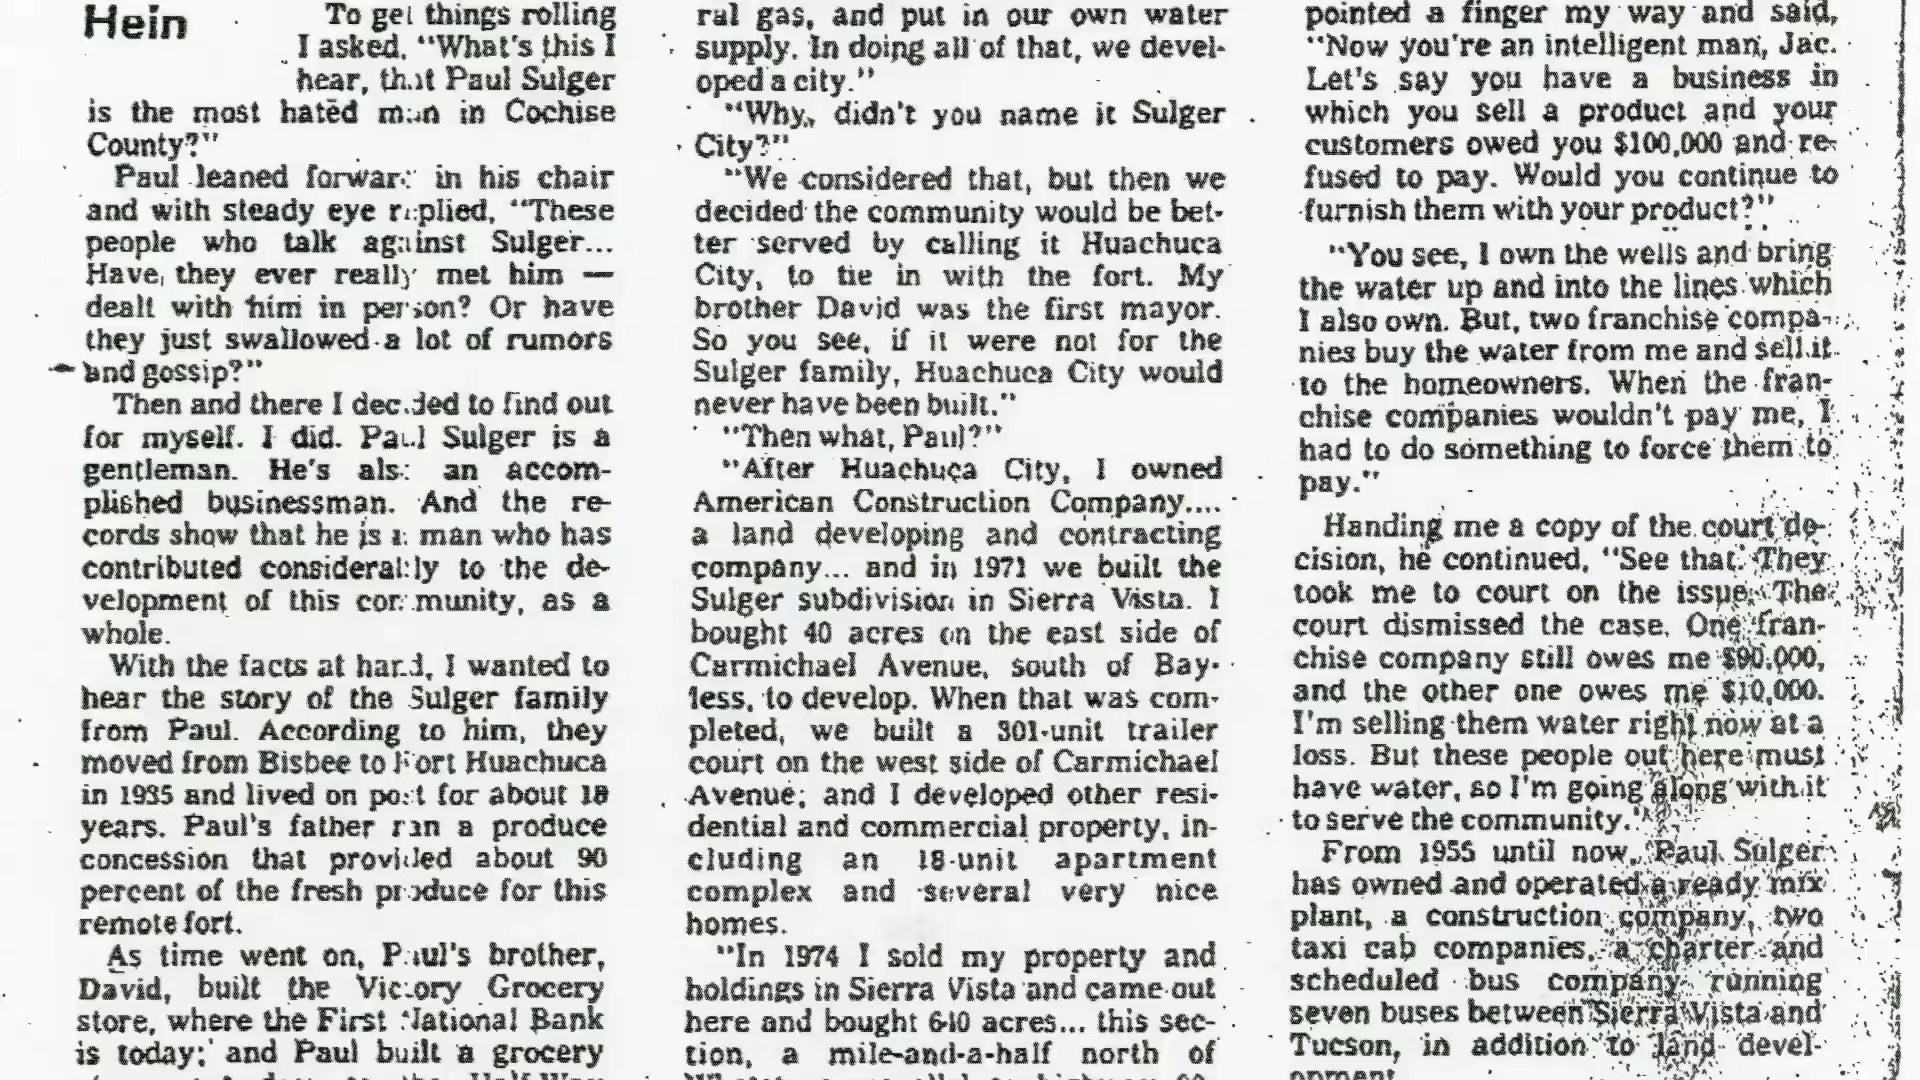 Hein
To get things rolling
I asked, "What's this I
hear, that Paul Sulger
is the most hated man in Cochise
County?"
Paul leaned forward in his chair
and with steady eye replied, "These
people who talk against Sulger...
Have they ever really met him —
dealt with him in person? Or have
they just swallowed a lot of rumors
and gossip?"
Then and there I decided to find out
for myself. I did. Paul Sulger is a
gentleman. He's also an accom-
plished businessman. And the re-
cords show that he is a man who has
contributed considerably to the de-
velopment of this community, as a
whole.
With the facts at hand, I wanted to
hear the story of the Sulger family
from Paul. According to him, they
moved from Bisbee to Fort Huachuca
in 1935 and lived on post for about 18
years. Paul's father ran a produce
concession that provided about 90
percent of the fresh produce for this
remote fort.
As time went on, Paul's brother,
David, built the Victory Grocery
store, where the First National Bank
is today; and Paul built a grocery
ral gas, and put in our own water
supply. In doing all of that, we devel-
oped a city."
"Why, didn't you name it Sulger
City?"
"We considered that, but then we
decided the community would be bet-
ter served by calling it Huachuca
City, to tie in with the fort. My
brother David was the first mayor.
So you see, if it were not for the
Sulger family, Huachuca City would
never have been built."
"Then what, Paul?"
"After Huachuca City, I owned
American Construction Company....
a land developing and contracting
company... and in 1971 we built the
Sulger subdivision in Sierra Vista. I
bought 40 acres on the east side of
Carmichael Avenue, south of Bay-
less, to develop. When that was com-
pleted, we built a 301-unit trailer
court on the west side of Carmichael
Avenue; and I developed other resi-
dential and commercial property, in-
cluding an 18-unit apartment
complex and several very nice
homes.
"In 1974 I sold my property and
holdings in Sierra Vista and came out
here and bought 640 acres... this sec-
tion, a mile-and-a-half north of
pointed a finger my way and said,
"Now you're an intelligent man, Jac.
Let's say you have a business in
which you sell a product and your
customers owed you $100,000 and re-
fused to pay. Would you continue to
furnish them with your product?"
"You see, I own the wells and bring
the water up and into the lines which
I also own. But, two franchise compa-
nies buy the water from me and sell it
to the homeowners. When the fran-
chise companies wouldn't pay me, I
had to do something to force them to
pay."
Handing me a copy of the court de-
cision, he continued, "See that. They
took me to court on the issue. The
court dismissed the case. One fran-
chise company still owes me $90,000,
and the other one owes me $10,000.
I'm selling them water right now at a
loss. But these people out here must
have water, so I'm going along with it
to serve the community."
From 1955 until now, Paul Sulger
has owned and operated a ready mix
plant, a construction company, two
taxi cab companies, a charter and
scheduled bus company running
seven buses between Sierra Vista and
Tucson, in addition to land devel-
opment